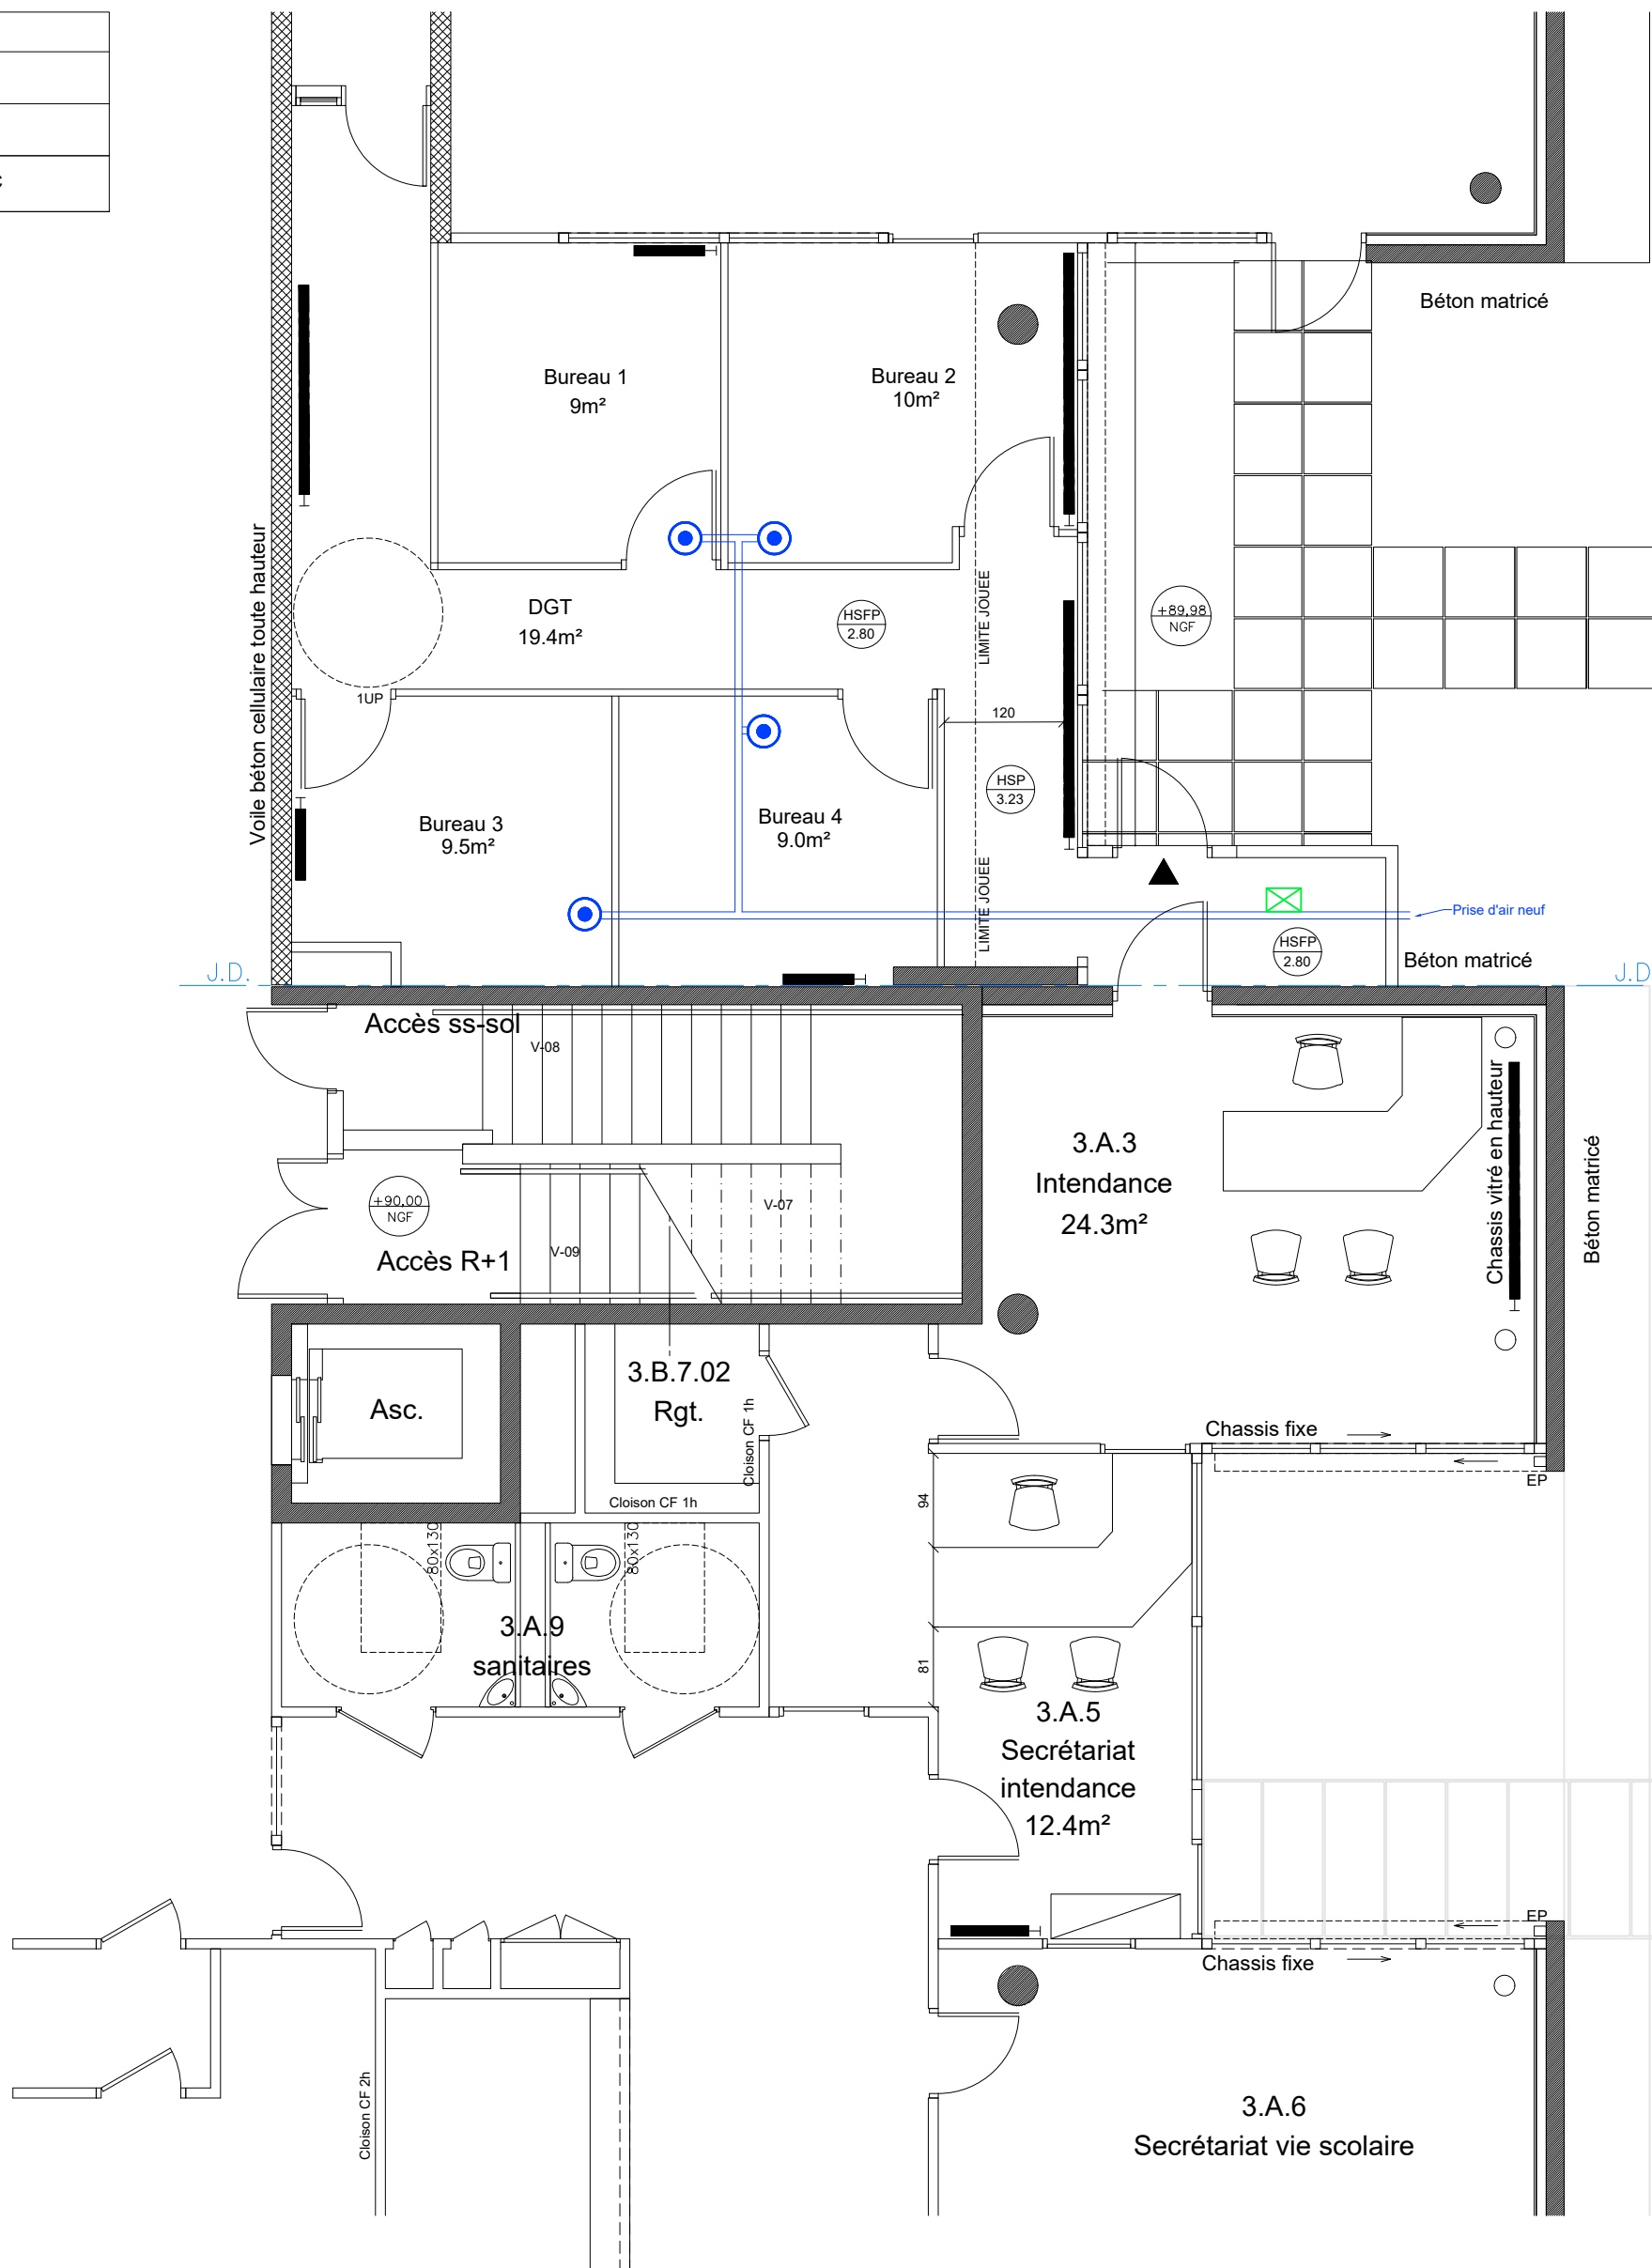 c
Béton matricé
Bureau 1
9m²
Bureau 2
10m²
Voile béton cellulaire toute hauteur
DGT
19.4m²
HSFP
2.80
LIMITE JOUEE
+89,98
NGF
1UP
120
HSP
3.23
Bureau 3
9.5m²
Bureau 4
9.0m²
LIMITE JOUEE
Prise d'air neuf
HSFP
2.80
Béton matricé
J.D.
J.D
Accès ss-sol
V-08
3.A.3
Intendance
24.3m²
Chassis vitré en hauteur
Béton matricé
+90,00
NGF
V-07
Accès R+1
V-09
3.B.7.02
Rgt.
Asc.
Cloison CF 1h
Cloison CF 1h
Chassis fixe
EP
94
80x130
80x130
3.A.9
sanitaires
81
3.A.5
Secrétariat
intendance
12.4m²
EP
Chassis fixe
Cloison CF 2h
3.A.6
Secrétariat vie scolaire